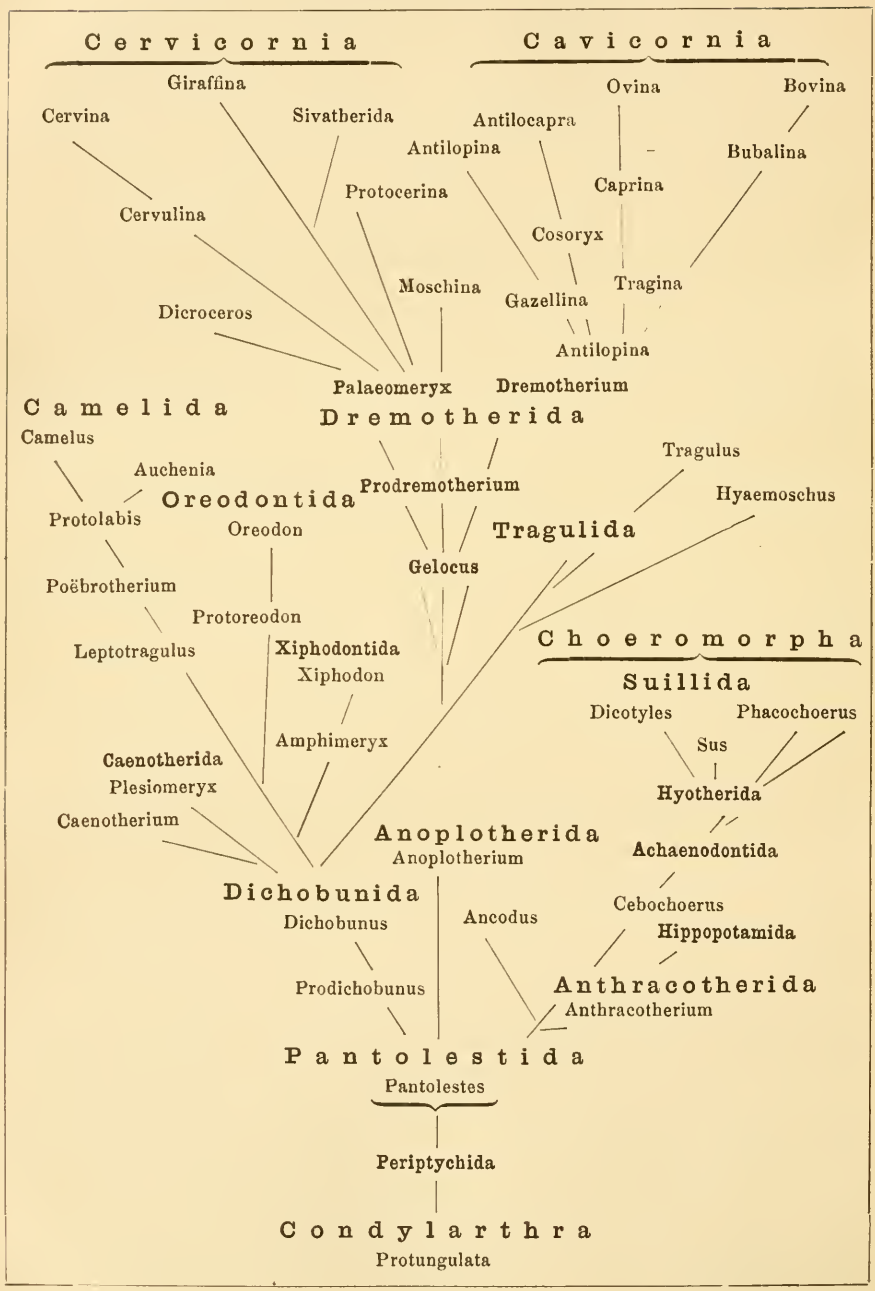 Cervicornia
Cavicornia
Giraffina
Ovina
Bovina
Cervina
Sivatherida
Antilocapra
Antilopina
Bubalina
Protocerina
Caprina
Cervulina
Cosoryx
Moschina
Tragina
Gazellina
Dicroceros
Antilopina
Palaeomeryx
Dremotherium
Camelida
Dremotherida
Camelus
Tragulus
Auchenia
Oreodontida
Prodremotherium
Hyaemoschus
Protolabis
Oreodon
Tragulida
Gelocus
Poëbrotherium
Protoreodon
Choeromorpha
Leptotragulus
Xiphodontida
Xiphodon
Suillida
Dicotyles
Phacochoerus
Amphimeryx
Sus
Caenotherida
Plesiomeryx
Hyotherida
Caenotherium
Anoplotherida
Anoplotherium
Achaenodontida
Dichobunida
Dichobunus
Ancodus
Cebochoerus
Hippopotamida
Prodichobunus
Anthracotherida
Anthracotherium
Pantolestida
Pantolestes
Periptychida
Condylarthra
Protungulata